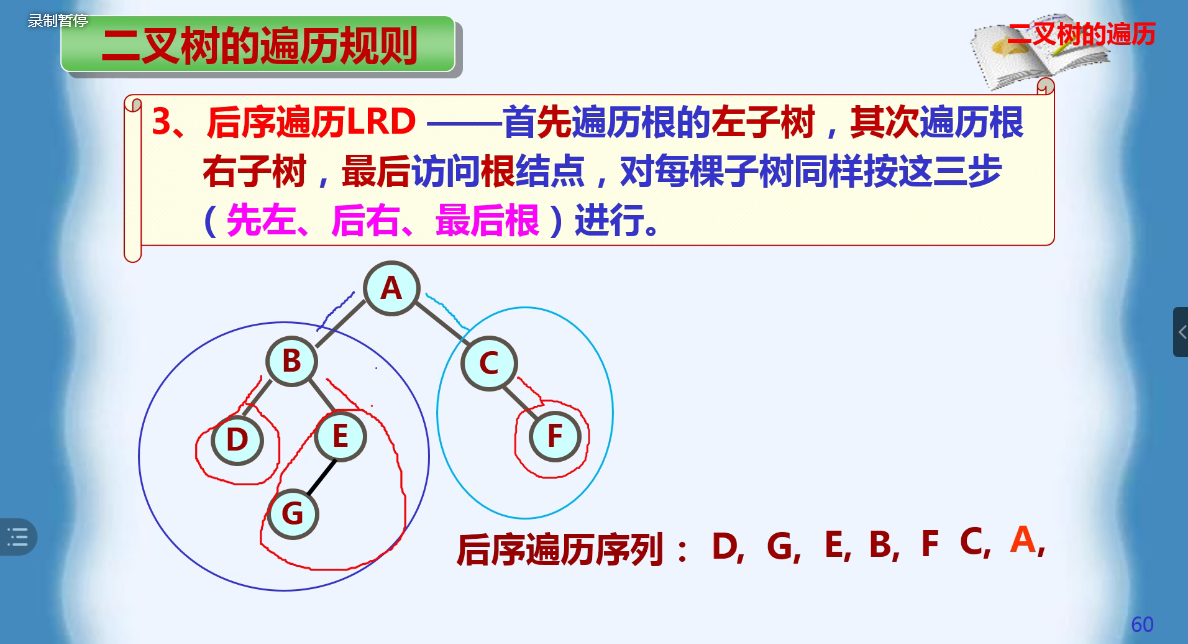 录制暂停
二叉树的遍历规则
二叉树的遍历
3、后序遍历LRD ——首先遍历根的左子树，其次遍历根
右子树，最后访问根结点，对每棵子树同样按这三步
（先左、后右、最后根）进行。
A
B
C
D
E
F
G
后序遍历序列： D, G, E, B, F C, A,
60